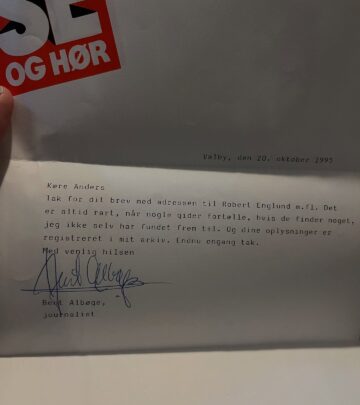 SE
OG HØR
Valby, den 20. oktober 1995
Kære Anders
Tak for dit brev med adressen til Robert Englund m.fl. Det
er altid rart, når nogle gider fortælle, hvis de finder noget,
jeg ikke selv har fundet frem til. Og dine oplysninger er
registreret i mit arkiv. Endnu engang tak.
Med venlig hilsen
Bent Albøge,
journalist